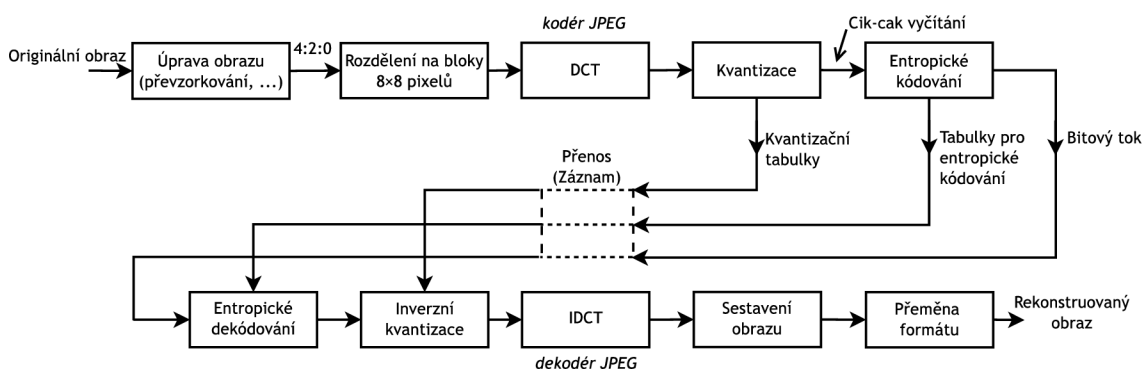 kodér JPEG
Cik-cak vyčítání
Originální obraz
4:2:0
Úprava obrazu
(převzorkování, ...)
Rozdělení na bloky
8×8 pixelů
DCT
Kvantizace
Entropické
kódování
Kvantizační
tabulky
Tabulky pro
entropické
kódování
Bitový tok
Přenos
(Záznam)
Entropické
dekódování
Inverzní
kvantizace
IDCT
Sestavení
obrazu
Přeměna
formátu
Rekonstruovaný
obraz
dekodér JPEG